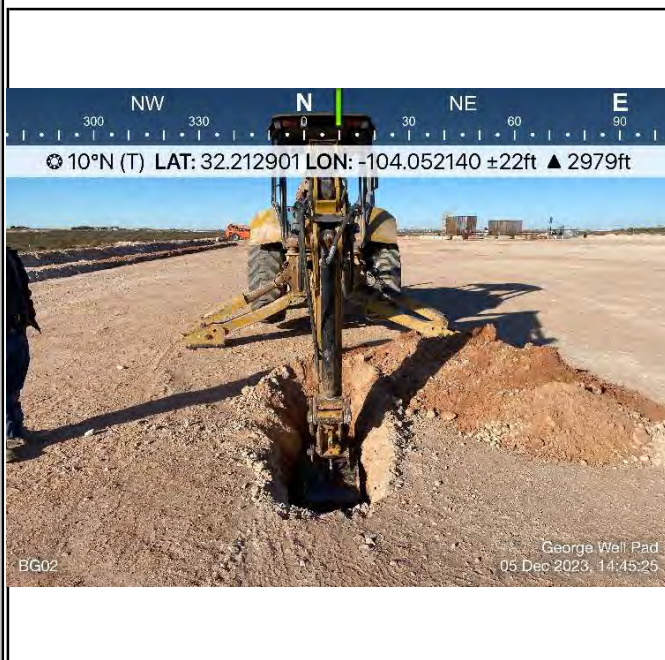 NW N NE E
300 330 0 30 60 90
10°N (T) LAT: 32.212901 LON: -104.052140 ±22ft ▲ 2979ft
George Well Pad
BG02 05 Dec 2023, 14:45:25